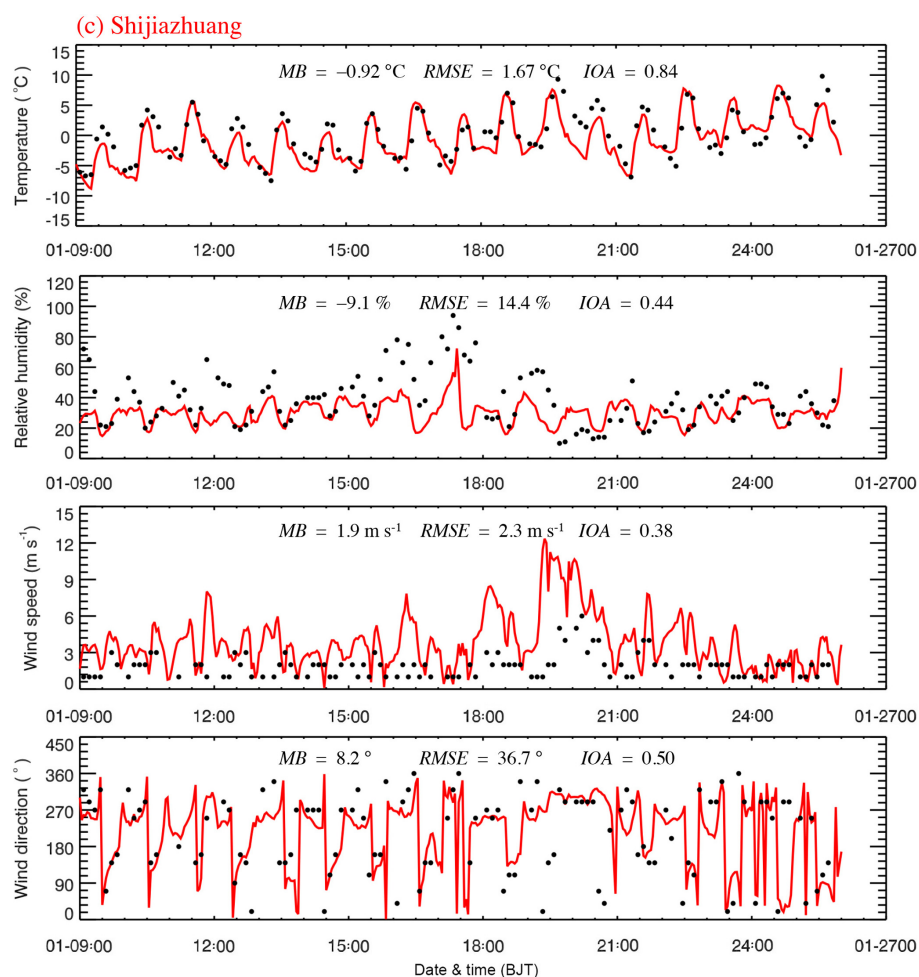 (c) Shijiazhuang
Temperature ( °C)
15
10
5
0
-5
-10
-15
MB = −0.92 °C RMSE = 1.67 °C IOA = 0.84
01-09:00 12:00 15:00 18:00 21:00 24:00 01-2700
Relative humidity (%)
120
100
80
60
40
20
0
MB = −9.1 % RMSE = 14.4 % IOA = 0.44
01-09:00 12:00 15:00 18:00 21:00 24:00 01-2700
Wind speed (m s⁻¹)
15
12
9
6
3
0
MB = 1.9 m s⁻¹ RMSE = 2.3 m s⁻¹ IOA = 0.38
01-09:00 12:00 15:00 18:00 21:00 24:00 01-2700
Wind direction ( °)
450
360
270
180
90
0
MB = 8.2 ° RMSE = 36.7 ° IOA = 0.50
01-09:00 12:00 15:00 18:00 21:00 24:00 01-2700
Date & time (BJT)